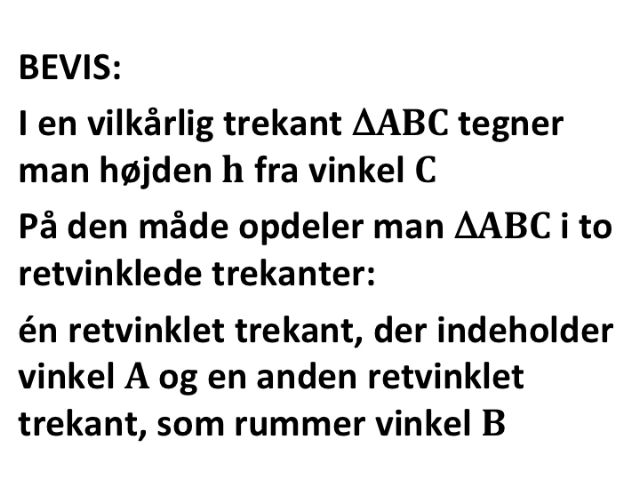 BEVIS:
I en vilkårlig trekant ΔABC tegner
man højden h fra vinkel C
På den måde opdeler man ΔABC i to
retvinklede trekanter:
én retvinklet trekant, der indeholder
vinkel A og en anden retvinklet
trekant, som rummer vinkel B